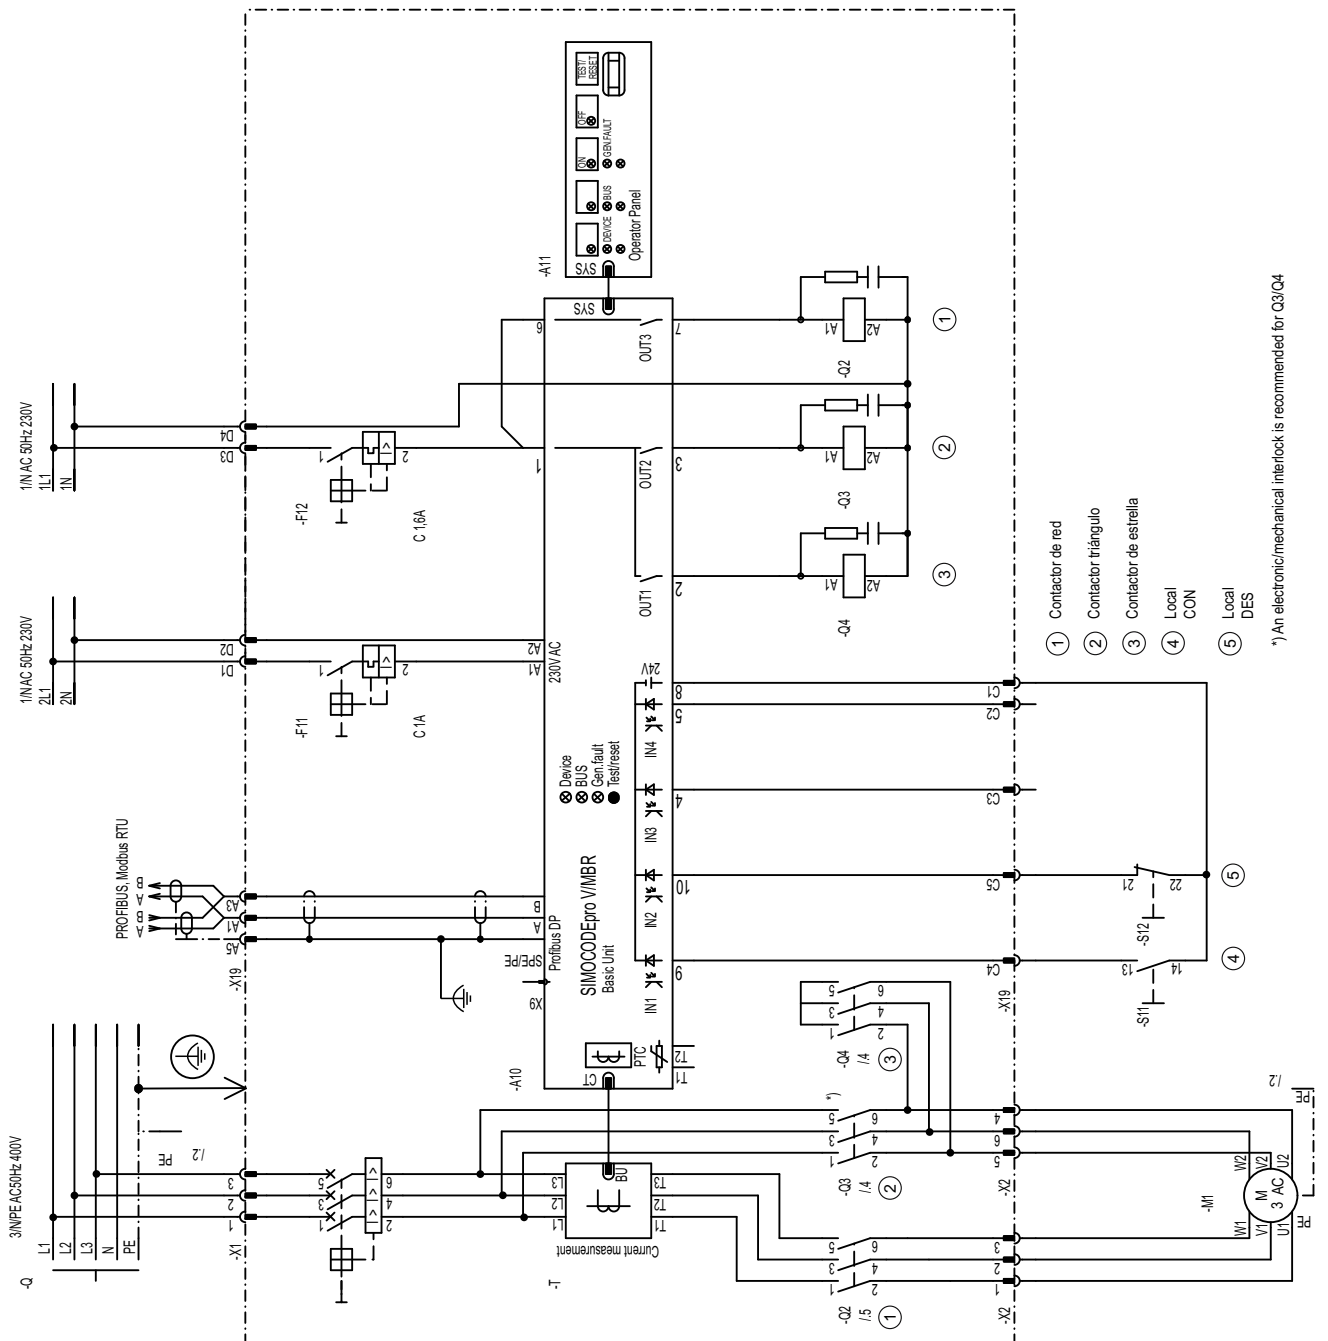 3/N/PE AC50Hz 400V
-Q
L1
L2
L3
N
PE
PE
/.2
-X1
1
2
3
1
3
5
2
4
6
-T
L1
L2
L3
T1
T2
T3
BU
Current measurement
-Q2
/.5
1
3
5
2
4
6
1
-X2
1
2
3
-Q3
/.4
1
3
5
2
4
6
*)
2
-X2
5
6
4
-Q4
/.4
1
3
5
2
4
6
3
-M1
W1
V1
U1
W2
V2
U2
M
3 AC
PE
PE
/.2
PROFIBUS, Modbus RTU
A
B
A
B
-X19
A5
A1
A3
1/N AC 50Hz 230V
2L1
2N
D1
D2
-F11
1
2
C 1A
1/N AC 50Hz 230V
1L1
1N
D3
D4
-F12
1
2
C 1,6A
-A10
CT
X9
SPE/PE
A
B
Profibus DP
A1
A2
230V AC
1
6
SYS
SIMOCODEpro V/MBR
Basic Unit
Device
BUS
Gen.fault
Test/reset
PTC
T1
T2
IN1
9
IN2
10
IN3
4
IN4
5
24V
8
OUT1
2
OUT2
3
OUT3
7
-A11
SYS
DEVICE
BUS
GEN.FAULT
ON
OFF
TEST/
RESET
Operator Panel
-Q4
A1
A2
3
-Q3
A1
A2
2
-Q2
A1
A2
1
-X19
C4
C5
C3
C2
C1
-S11
13
14
4
-S12
21
22
5
1 Contactor de red
2 Contactor triángulo
3 Contactor de estrella
4 Local
CON
5 Local
DES
*) An electronic/mechanical interlock is recommended for Q3/Q4